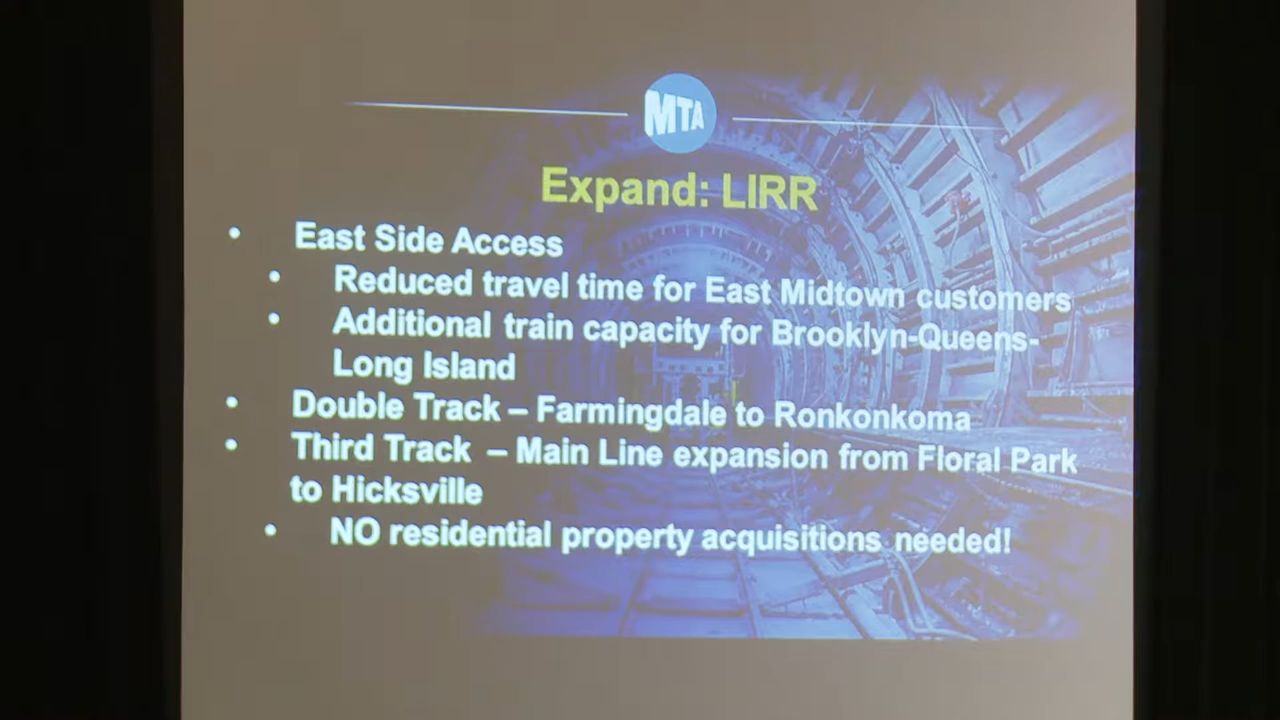 MTA
Expand: LIRR
• East Side Access
• Reduced travel time for East Midtown customers
• Additional train capacity for Brooklyn-Queens-
Long Island
• Double Track – Farmingdale to Ronkonkoma
• Third Track – Main Line expansion from Floral Park
to Hicksville
• NO residential property acquisitions needed!